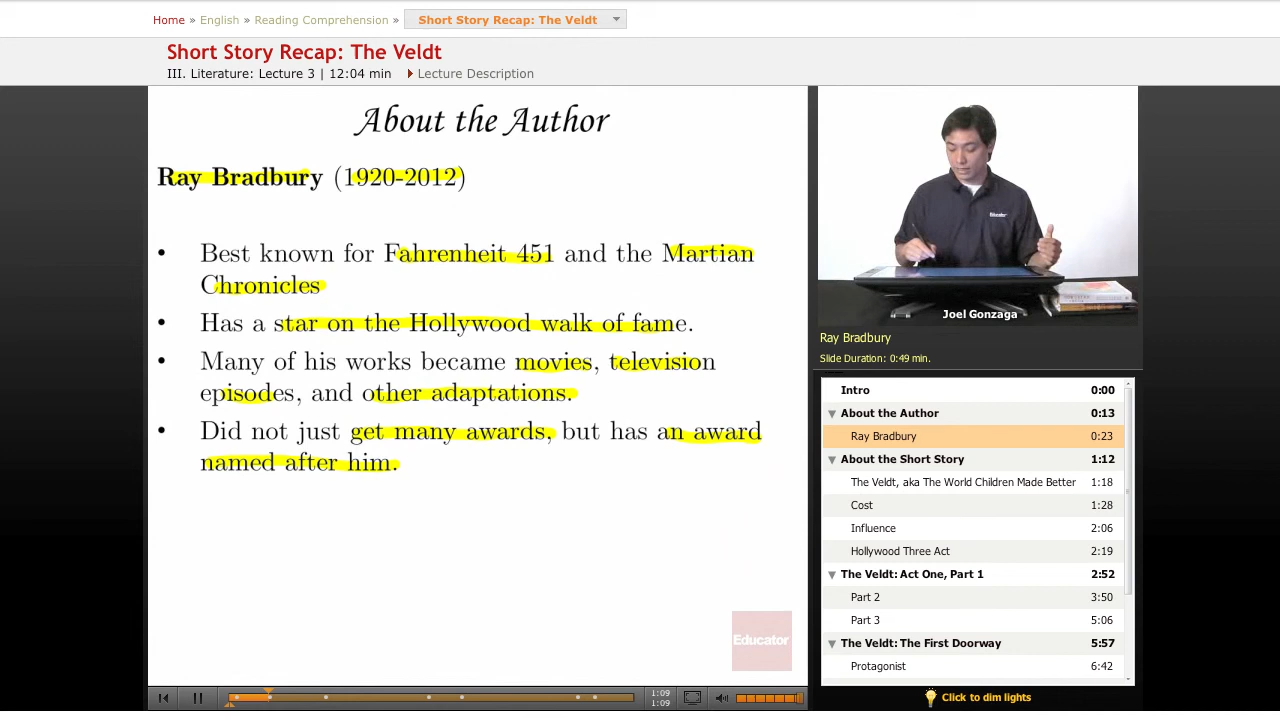 Home » English » Reading Comprehension » Short Story Recap: The Veldt
Short Story Recap: The Veldt
III. Literature: Lecture 3 | 12:04 min Lecture Description
About the Author
Ray Bradbury (1920-2012)
• Best known for Fahrenheit 451 and the Martian
Chronicles
• Has a star on the Hollywood walk of fame.
• Many of his works became movies, television
episodes, and other adaptations.
• Did not just get many awards, but has an award
named after him.
Educator
1:09
1:09
Educator
Joel Gonzaga
Ray Bradbury
Slide Duration: 0:49 min.
Intro 0:00
About the Author 0:13
Ray Bradbury 0:23
About the Short Story 1:12
The Veldt, aka The World Children Made Better 1:18
Cost 1:28
Influence 2:06
Hollywood Three Act 2:19
The Veldt: Act One, Part 1 2:52
Part 2 3:50
Part 3 5:06
The Veldt: The First Doorway 5:57
Protagonist 6:42
Click to dim lights